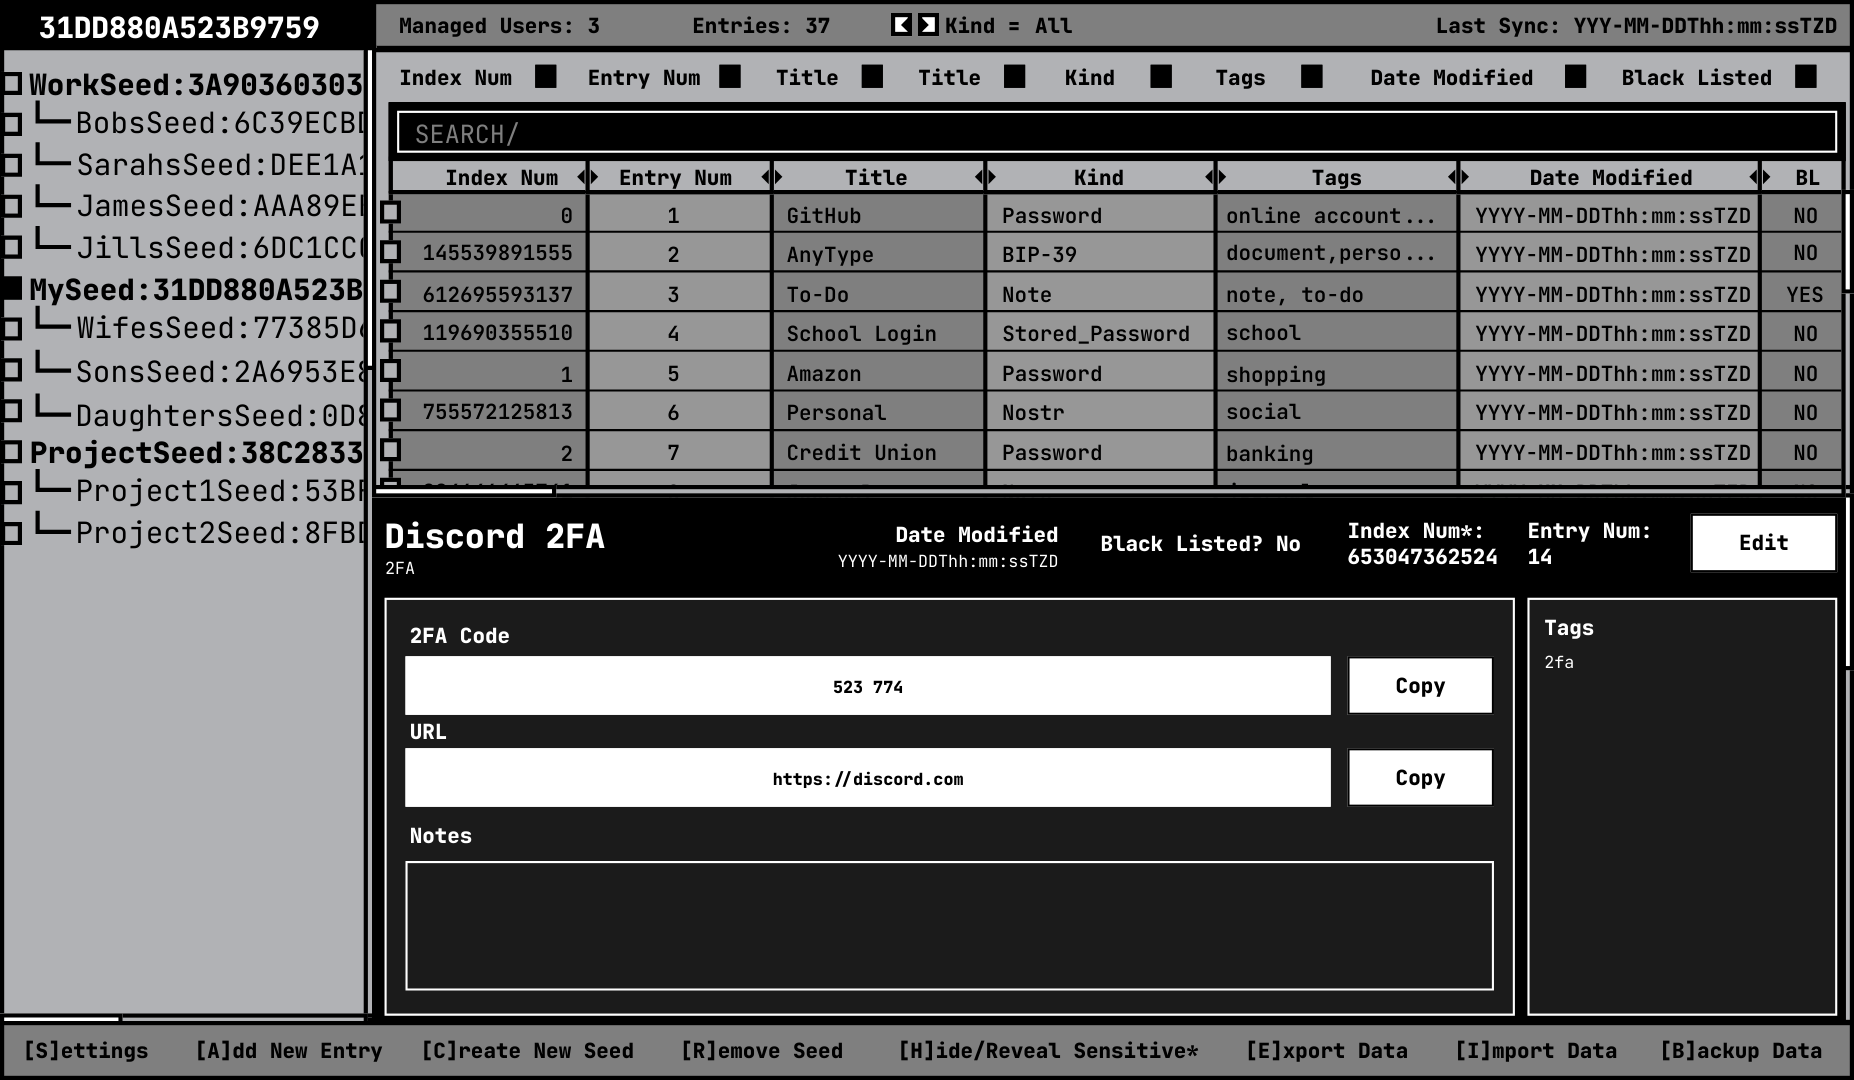 31DD880A523B9759
Managed Users: 3 Entries: 37 Kind = All Last Sync: YYY-MM-DDThh:mm:ssTZD
WorkSeed:3A90360303
BobsSeed:6C39ECBD
SarahsSeed:DEE1A1
JamesSeed:AAA89E
JillsSeed:6DC1CC
MySeed:31DD880A523B
WifesSeed:77385D
SonsSeed:2A6953E8
DaughtersSeed:0D8
ProjectSeed:38C2833
Project1Seed:53B
Project2Seed:8FBD
Index Num Entry Num Title Title Kind Tags Date Modified Black Listed
SEARCH/
Index Num Entry Num Title Kind Tags Date Modified BL
0 1 GitHub Password online account... YYYY-MM-DDThh:mm:ssTZD NO
145539891555 2 AnyType BIP-39 document,perso... YYYY-MM-DDThh:mm:ssTZD NO
612695593137 3 To-Do Note note, to-do YYYY-MM-DDThh:mm:ssTZD YES
119690355510 4 School Login Stored_Password school YYYY-MM-DDThh:mm:ssTZD NO
1 5 Amazon Password shopping YYYY-MM-DDThh:mm:ssTZD NO
755572125813 6 Personal Nostr social YYYY-MM-DDThh:mm:ssTZD NO
2 7 Credit Union Password banking YYYY-MM-DDThh:mm:ssTZD NO
Discord 2FA
2FA
Date Modified
YYYY-MM-DDThh:mm:ssTZD
Black Listed? No
Index Num*:
653047362524
Entry Num:
14
Edit
2FA Code
523 774
Copy
URL
https://discord.com
Copy
Notes
Tags
2fa
[S]ettings [A]dd New Entry [C]reate New Seed [R]emove Seed [H]ide/Reveal Sensitive* [E]xport Data [I]mport Data [B]ackup Data